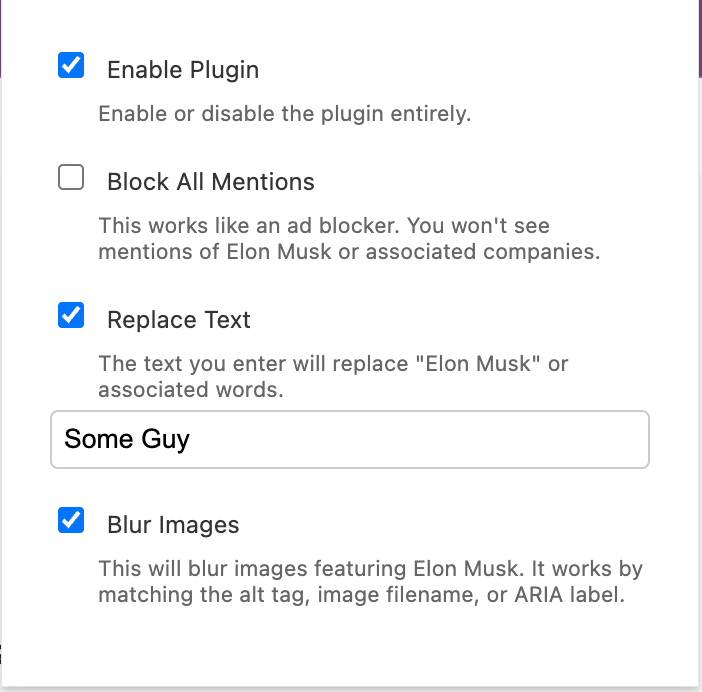 Enable Plugin
Enable or disable the plugin entirely.
Block All Mentions
This works like an ad blocker. You won't see
mentions of Elon Musk or associated companies.
Replace Text
The text you enter will replace "Elon Musk" or
associated words.
Some Guy
Blur Images
This will blur images featuring Elon Musk. It works by
matching the alt tag, image filename, or ARIA label.